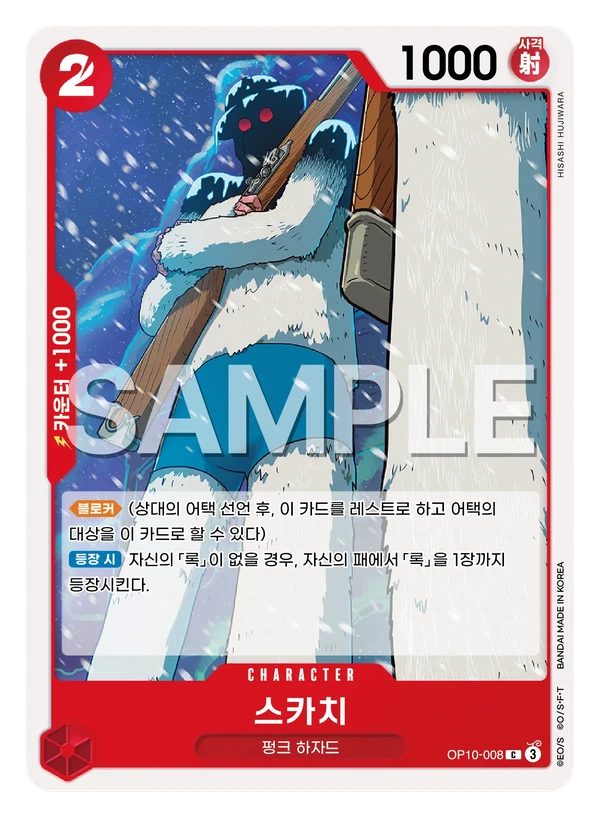 2
1000
사격
射
HISASHI HUJIWARA
카운터 +1000
SAMPLE
블로커 (상대의 어택 선언 후, 이 카드를 레스트로 하고 어택의
대상을 이 카드로 할 수 있다)
등장 시 자신의 「록」이 없을 경우, 자신의 패에서 「록」을 1장까지
등장시킨다.
CHARACTER
스카치
펑크 하자드
OP10-008 C 3
©EO/S ©O/S·F·T BANDAI MADE IN KOREA